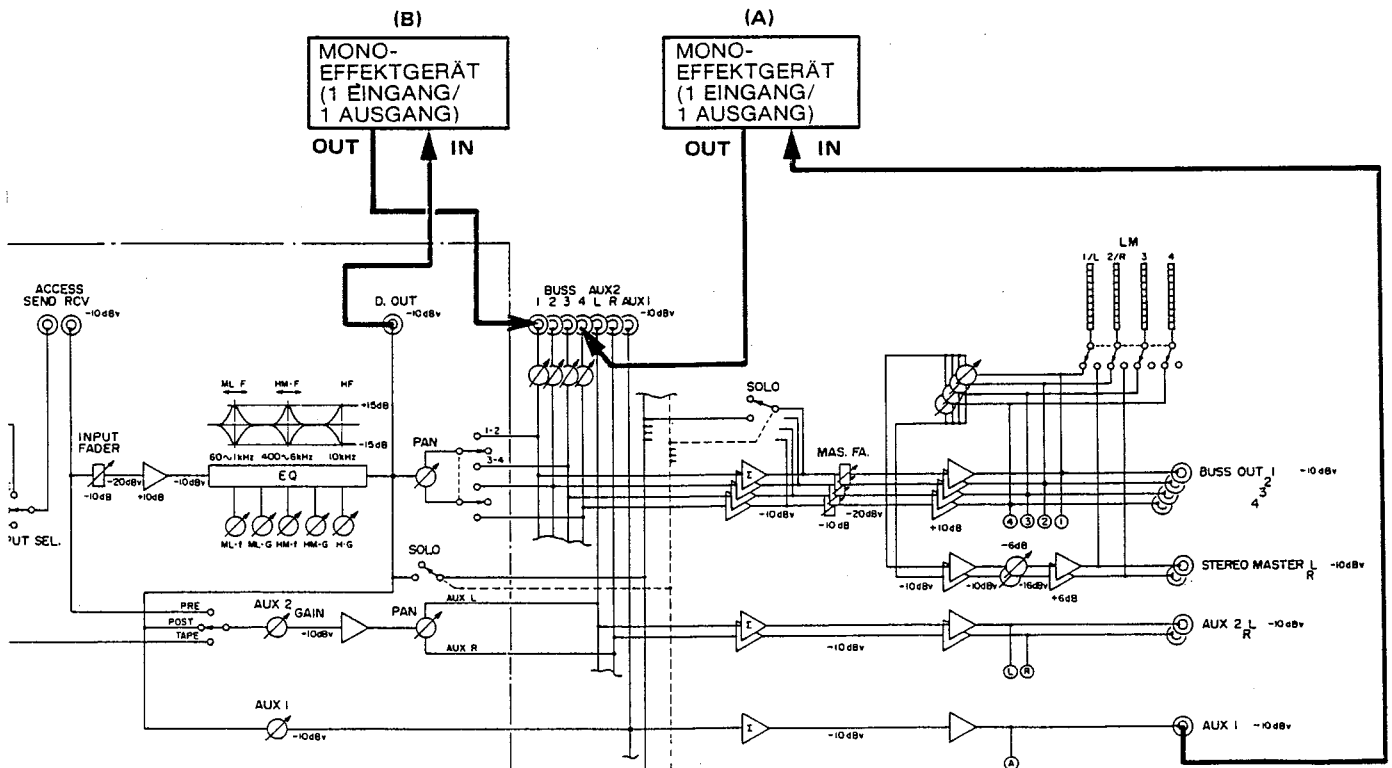 (B)
(A)
MONO-
EFFEKTGERÄT
(1 EINGANG/
1 AUSGANG)
MONO-
EFFEKTGERÄT
(1 EINGANG/
1 AUSGANG)
OUT IN
OUT IN
LM
1/L 2/R 3 4
ACCESS
SEND RCV
-10dBv
D. OUT
-10dBv
BUSS AUX2
1 2 3 4 L R AUX1
-10dBv
ML F HM-F HF
+15dB
-15dB
60~1kHz 400~6kHz 10kHz
EQ
ML-f ML-G HM-f HM-G H-G
INPUT
FADER
-10dB
-20dBv
+10dB
-10dBv
PUT SEL.
PAN
1-2
3-4
SOLO
Σ
-10dBv
MAS. FA.
-10dB
-20dBv
+10dB
4 3 2 1
BUSS OUT 1 -10dBv
2
3
4
-10dBv
-10dBv
-6dB
-16dBv
+6dB
STEREO MASTER L -10dBv
R
SOLO
PRE
POST
TAPE
AUX 2
GAIN
-10dBv
PAN
AUX L
AUX R
Σ
-10dBv
L R
AUX 2 L -10dBv
R
AUX 1
-10dBv
Σ
-10dBv
A
AUX 1 -10dBv